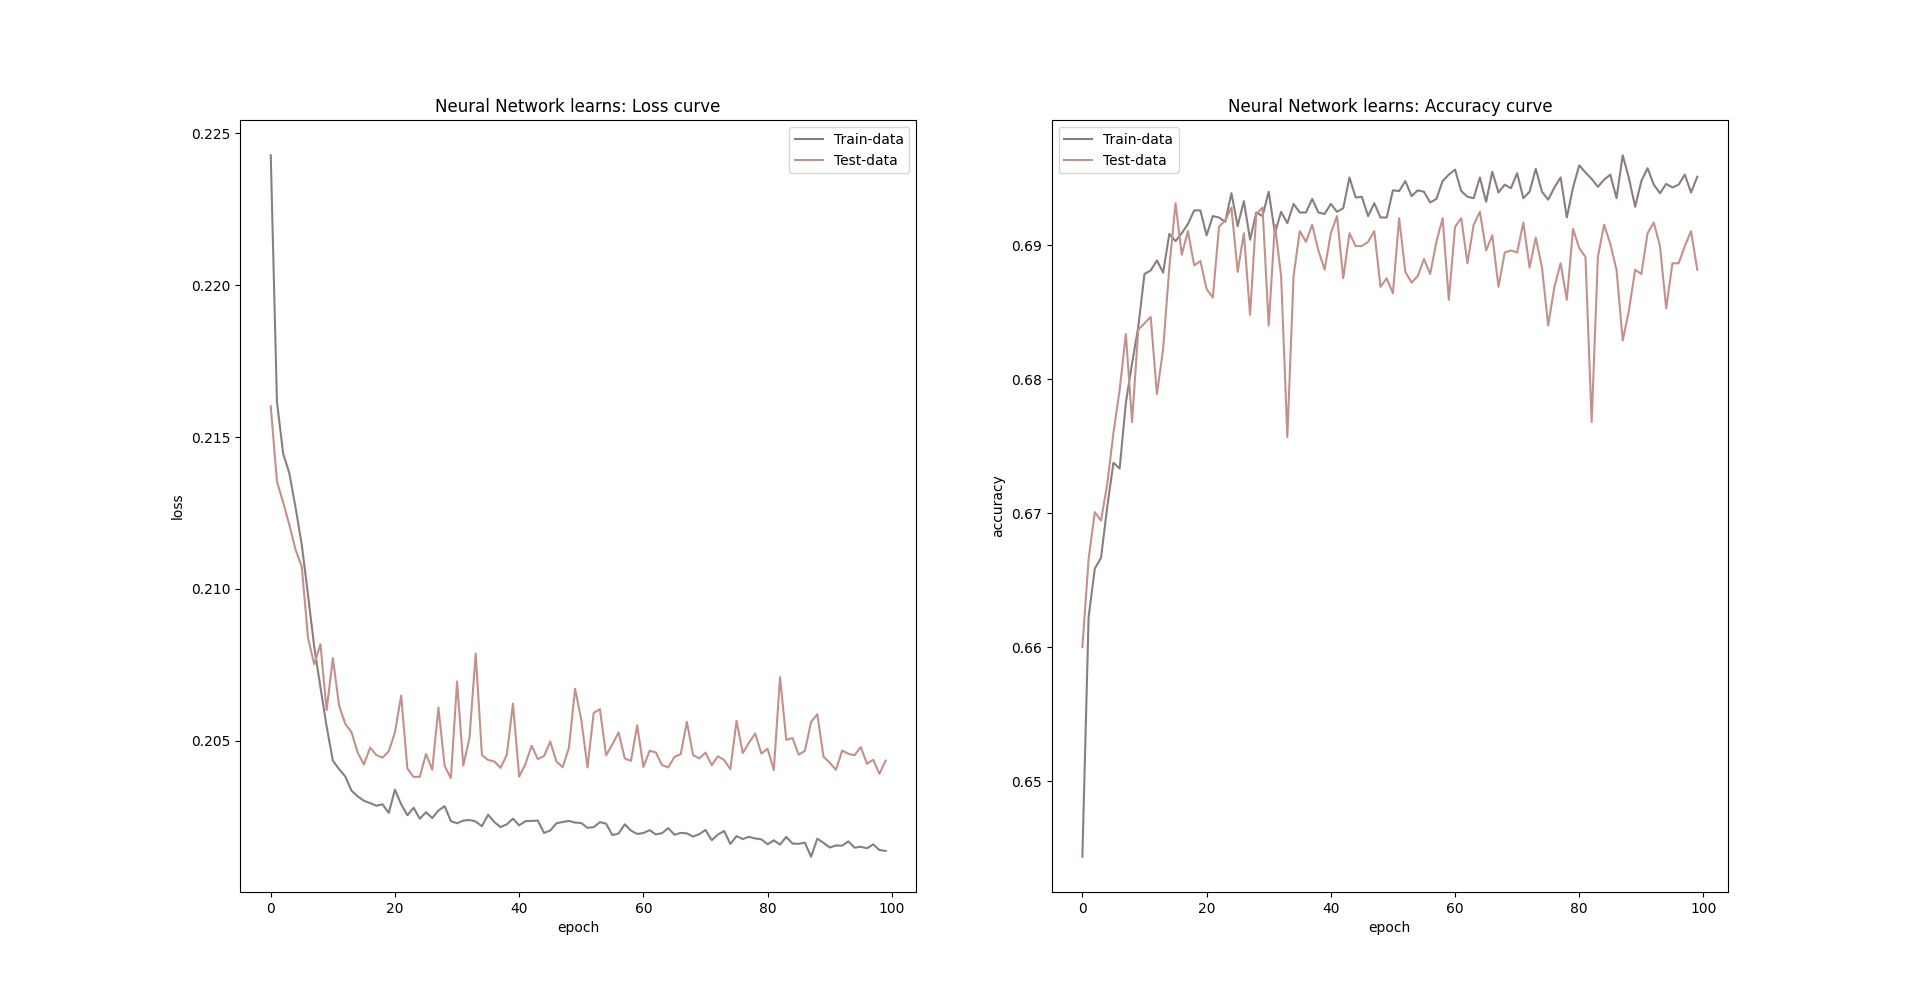 Neural Network learns: Loss curve
0.225
0.220
0.215
0.210
0.205
loss
Train-data
Test-data
0 20 40 60 80 100
epoch
Neural Network learns: Accuracy curve
Train-data
Test-data
0.69
0.68
0.67
0.66
0.65
accuracy
0 20 40 60 80 100
epoch